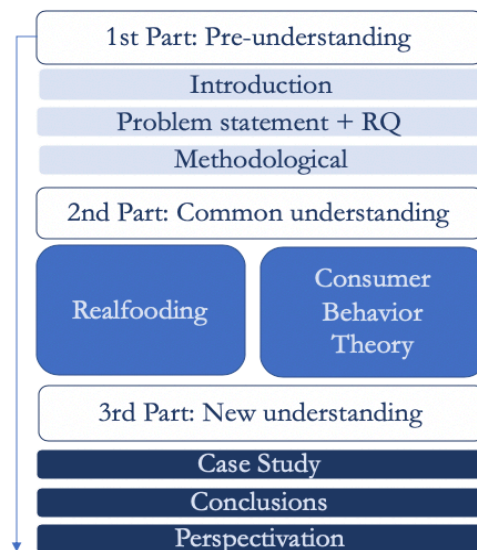 1st Part: Pre-understanding
Introduction
Problem statement + RQ
Methodological
2nd Part: Common understanding
Realfooding
Consumer
Behavior
Theory
3rd Part: New understanding
Case Study
Conclusions
Perspectivation